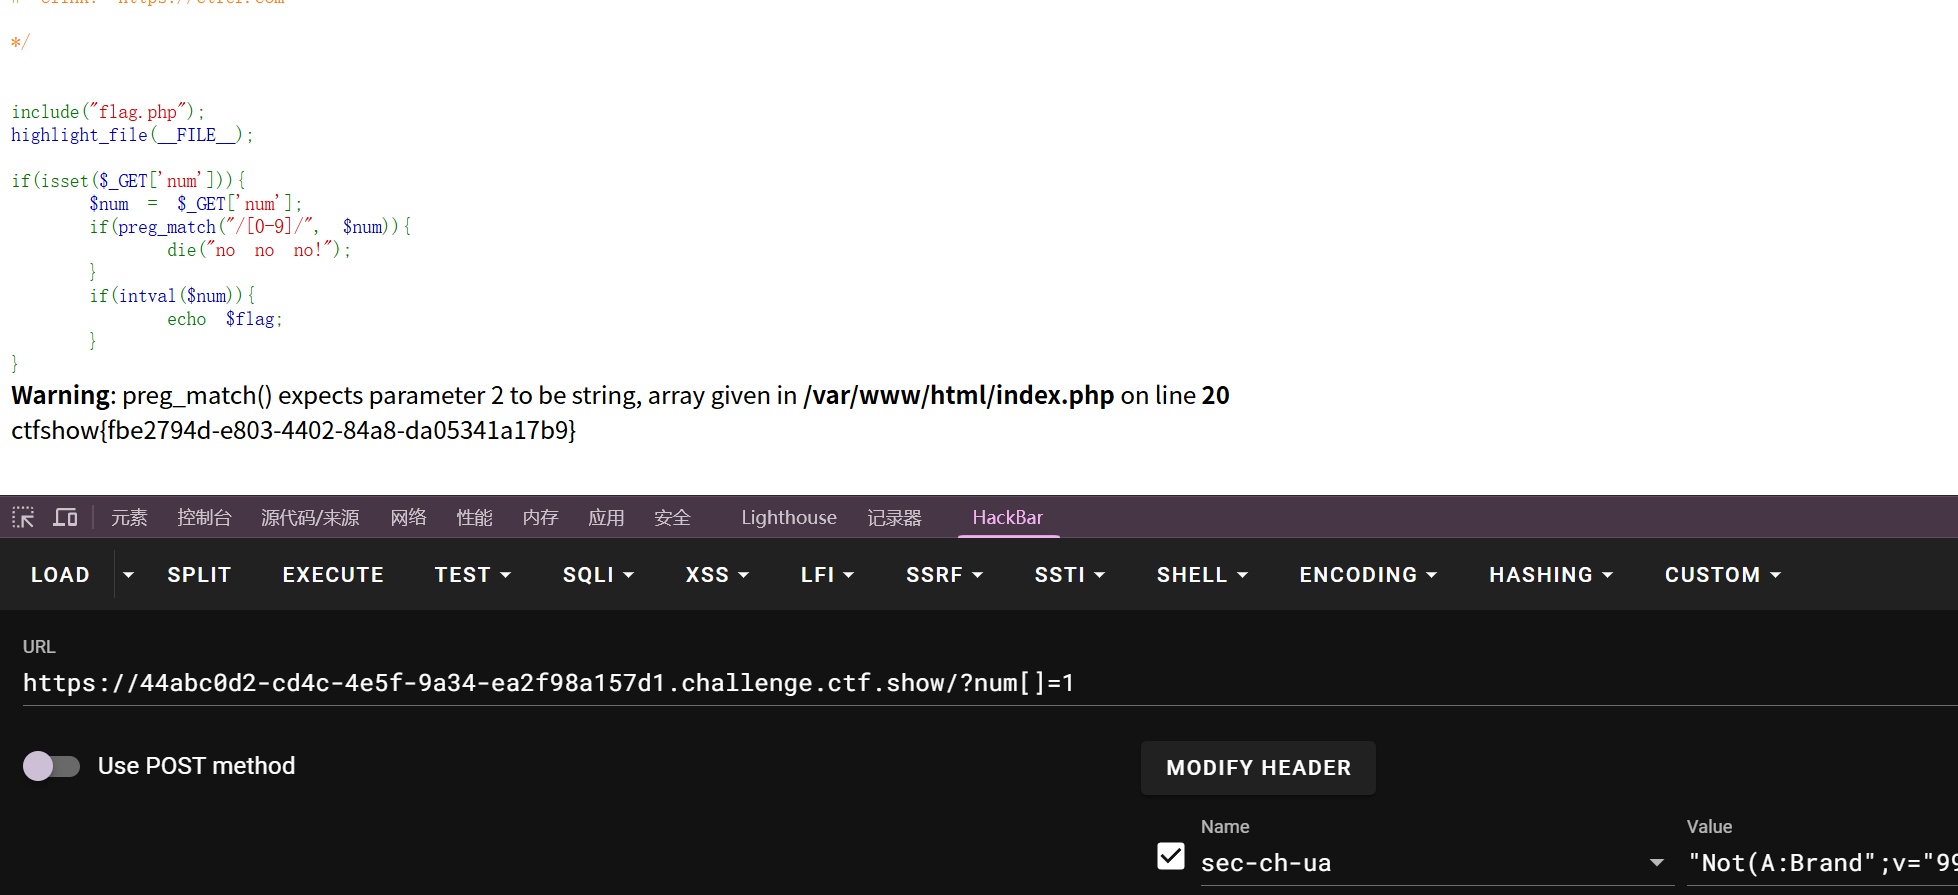 */
include("flag.php");
highlight_file(__FILE__);
if(isset($_GET['num'])){
$num = $_GET['num'];
if(preg_match("/[0-9]/", $num)){
die("no no no!");
}
if(intval($num)){
echo $flag;
}
}
Warning: preg_match() expects parameter 2 to be string, array given in /var/www/html/index.php on line 20
ctfshow{fbe2794d-e803-4402-84a8-da05341a17b9}
元素 控制台 源代码/来源 网络 性能 内存 应用 安全 Lighthouse 记录器 HackBar
LOAD SPLIT EXECUTE TEST SQLI XSS LFI SSRF SSTI SHELL ENCODING HASHING CUSTOM
URL
https://44abc0d2-cd4c-4e5f-9a34-ea2f98a157d1.challenge.ctf.show/?num[]=1
Use POST method
MODIFY HEADER
Name Value
sec-ch-ua "Not(A:Brand";v="99